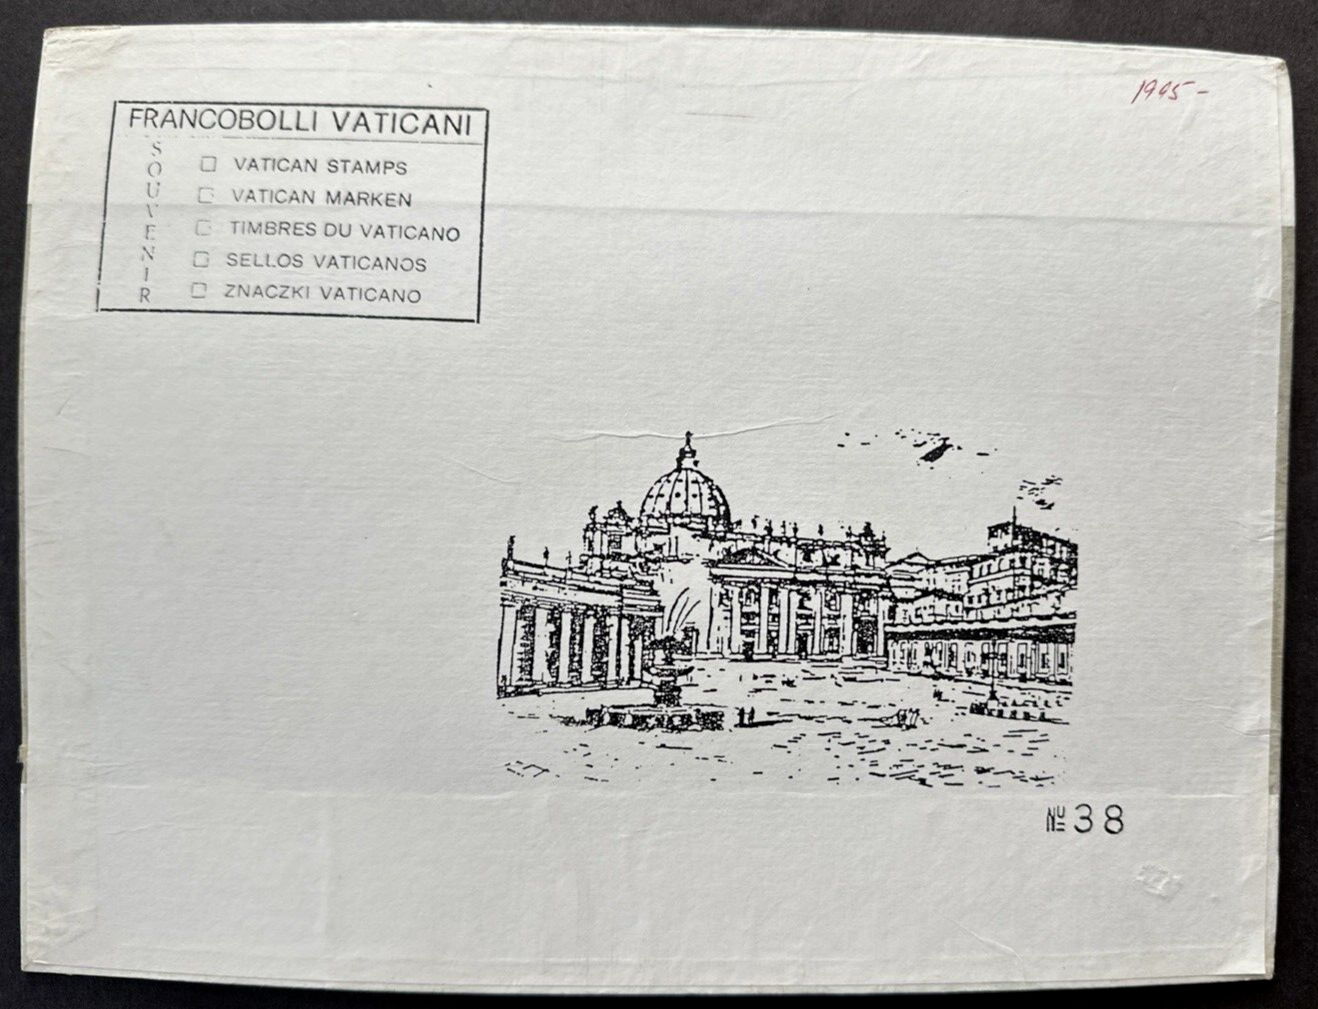 1995-
FRANCOBOLLI VATICANI
SOUVENIR
VATICAN STAMPS
VATICAN MARKEN
TIMBRES DU VATICANO
SELLOS VATICANOS
ZNACZKI VATICANO
Nº 38